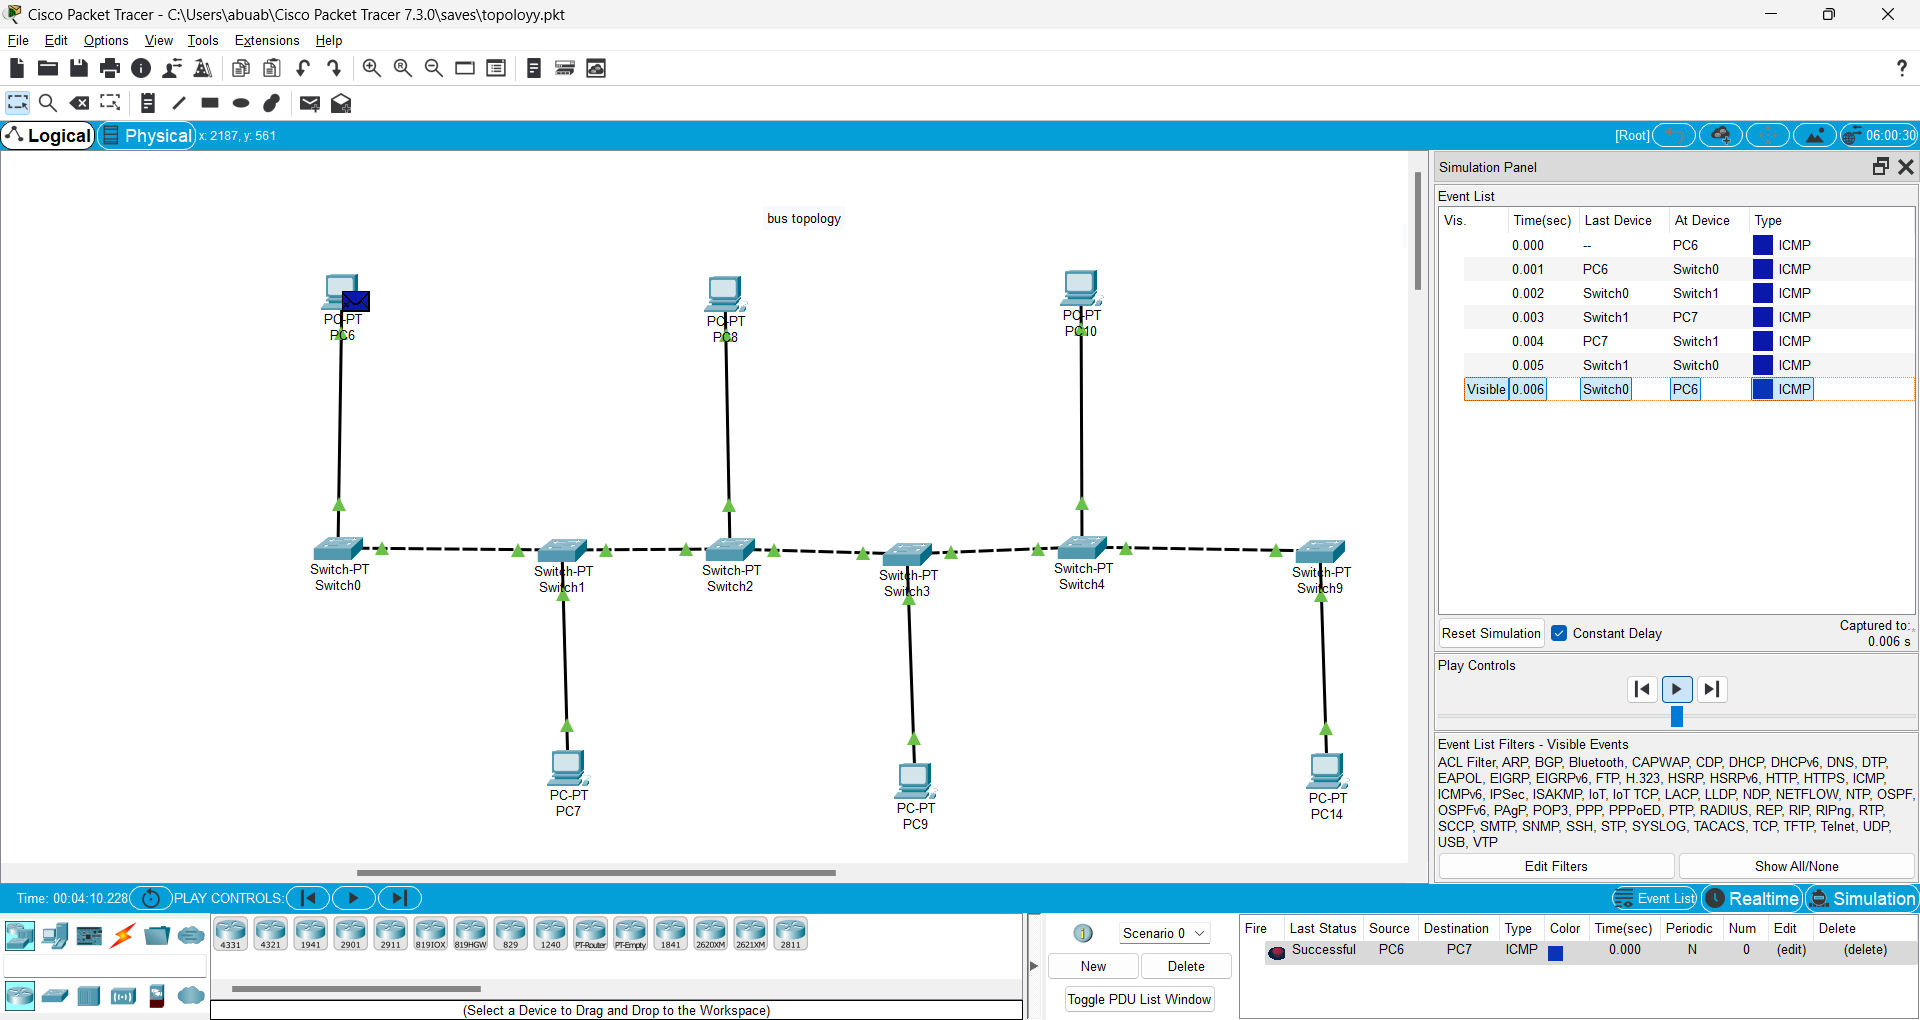 Cisco Packet Tracer - C:\Users\abuab\Cisco Packet Tracer 7.3.0\saves\topoloyy.pkt
File Edit Options View Tools Extensions Help
Logical Physical x: 2187, y: 561 [Root] 06:00:30
bus topology
PC-PT
PC6
PC-PT
PC8
PC-PT
PC10
Switch-PT
Switch0
Switch-PT
Switch1
Switch-PT
Switch2
Switch-PT
Switch3
Switch-PT
Switch4
Switch-PT
Switch9
PC-PT
PC7
PC-PT
PC9
PC-PT
PC14
Simulation Panel
Event List
Vis. Time(sec) Last Device At Device Type
0.000 -- PC6 ICMP
0.001 PC6 Switch0 ICMP
0.002 Switch0 Switch1 ICMP
0.003 Switch1 PC7 ICMP
0.004 PC7 Switch1 ICMP
0.005 Switch1 Switch0 ICMP
Visible 0.006 Switch0 PC6 ICMP
Reset Simulation Constant Delay Captured to:
0.006 s
Play Controls
Event List Filters - Visible Events
ACL Filter, ARP, BGP, Bluetooth, CAPWAP, CDP, DHCP, DHCPv6, DNS, DTP,
EAPOL, EIGRP, EIGRPv6, FTP, H.323, HSRP, HSRPv6, HTTP, HTTPS, ICMP,
ICMPv6, IPSec, ISAKMP, IoT, IoT TCP, LACP, LLDP, NDP, NETFLOW, NTP, OSPF,
OSPFv6, PAgP, POP3, PPP, PPPoED, PTP, RADIUS, REP, RIP, RIPng, RTP,
SCCP, SMTP, SNMP, SSH, STP, SYSLOG, TACACS, TCP, TFTP, Telnet, UDP,
USB, VTP
Edit Filters Show All/None
Time: 00:04:10.228 PLAY CONTROLS: Event List Realtime Simulation
4331 4321 1941 2901 2911 819IOX 819HGW 829 1240 PT-Router PT-Empty 1841 2620XM 2621XM 2811
(Select a Device to Drag and Drop to the Workspace)
Scenario 0
New Delete
Toggle PDU List Window
Fire Last Status Source Destination Type Color Time(sec) Periodic Num Edit Delete
Successful PC6 PC7 ICMP 0.000 N 0 (edit) (delete)